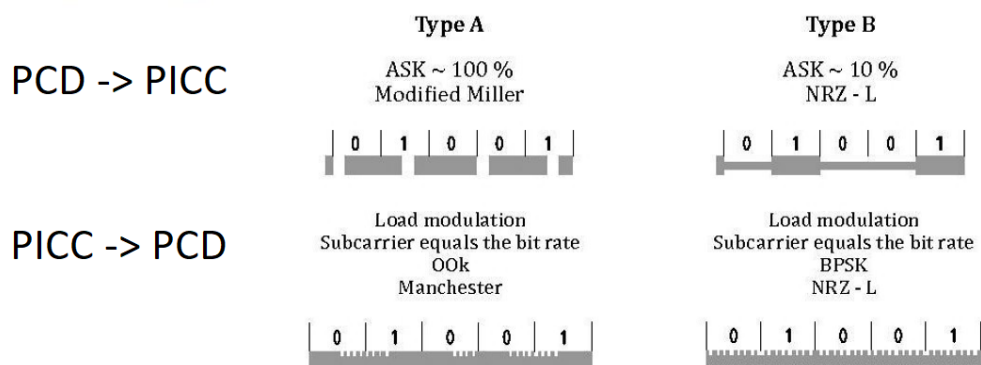 Type A
Type B
PCD -> PICC
ASK ~ 100 %
Modified Miller
ASK ~ 10 %
NRZ - L
0 1 0 0 1
0 1 0 0 1
PICC -> PCD
Load modulation
Subcarrier equals the bit rate
OOk
Manchester
Load modulation
Subcarrier equals the bit rate
BPSK
NRZ - L
0 1 0 0 1
0 1 0 0 1